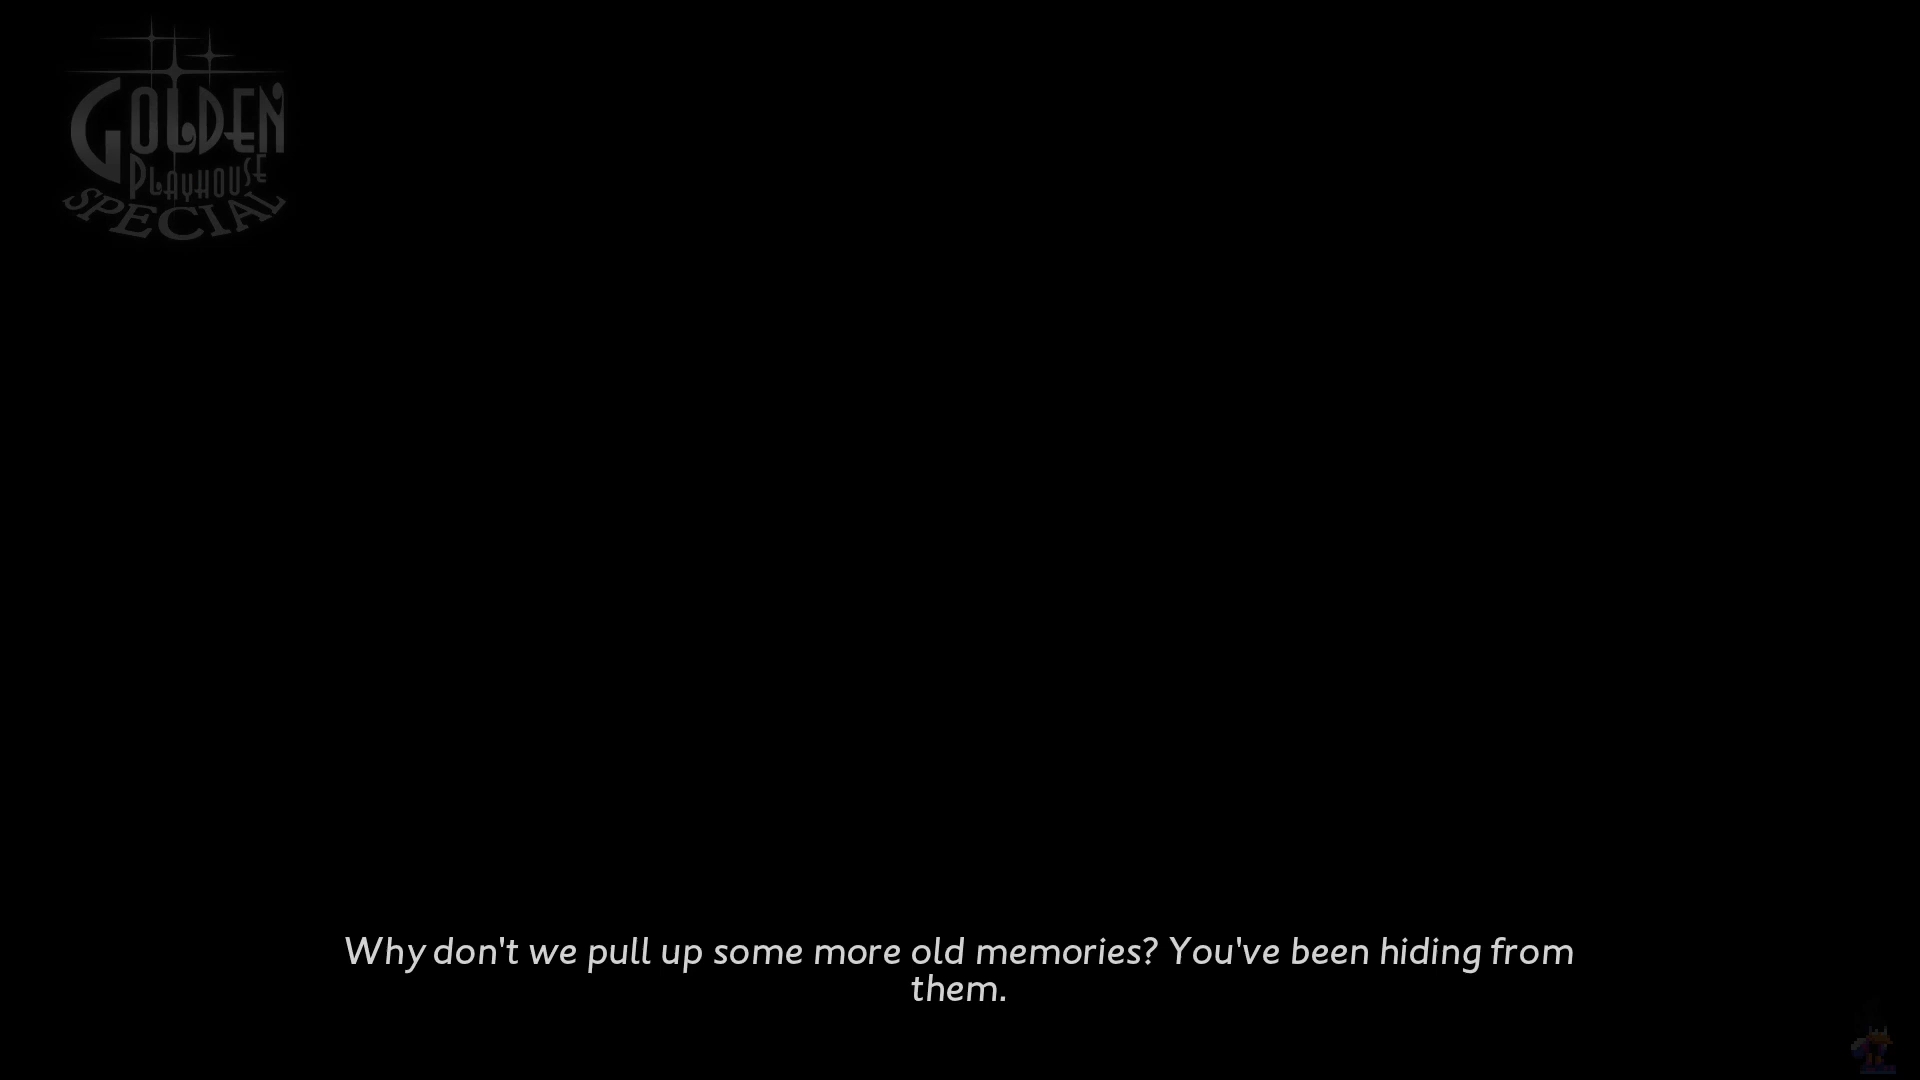 GOLDEN
PLAYHOUSE
SPECIAL
Why don't we pull up some more old memories? You've been hiding from
them.